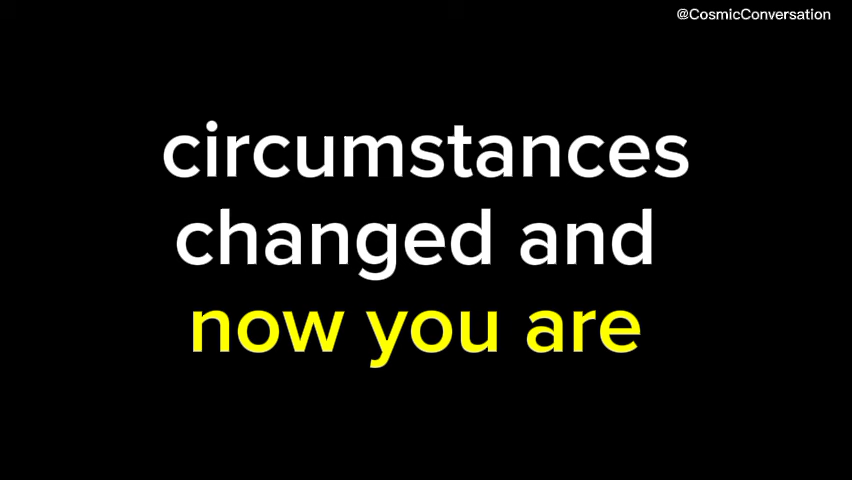 @CosmicConversation
circumstances
changed and
now you are